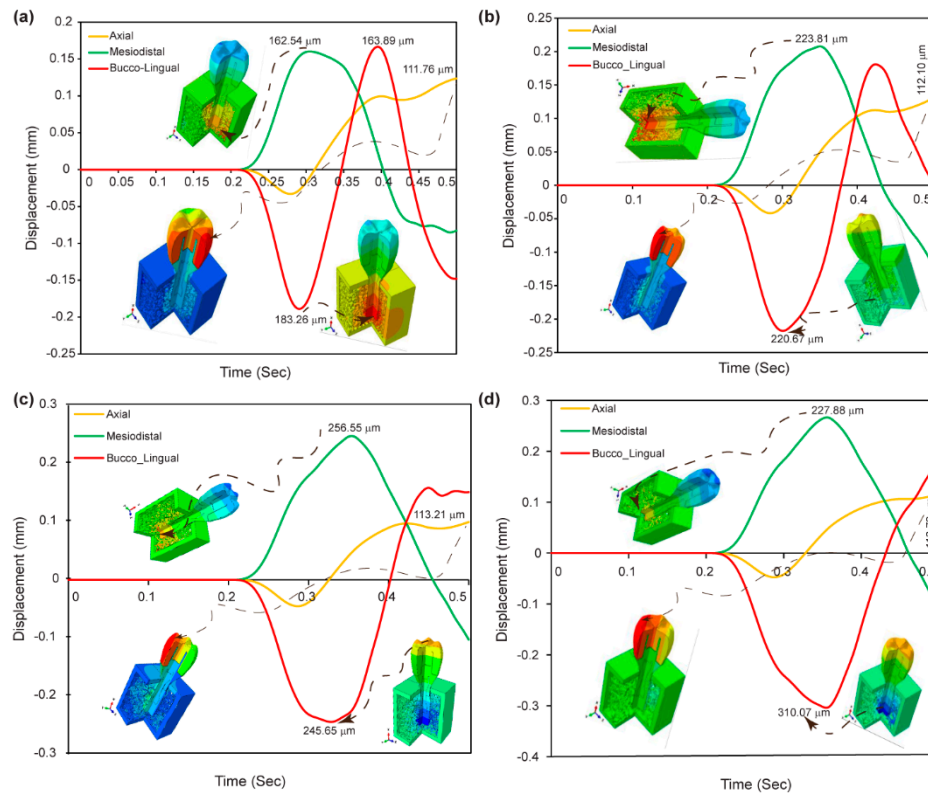 (a)
Axial
Mesiodistal
Bucco-Lingual
162.54 μm
163.89 μm
111.76 μm
183.26 μm
0.2
0.15
0.1
0.05
0
-0.05
-0.1
-0.15
-0.2
-0.25
0 0.05 0.1 0.15 0.2 0.25 0.3 0.35 0.4 0.45 0.5
Displacement (mm)
Time (Sec)
(b)
Axial
Mesiodistal
Bucco_Lingual
223.81 μm
112.10 μm
220.67 μm
0.25
0.2
0.15
0.1
0.05
0
-0.05
-0.1
-0.15
-0.2
-0.25
0 0.1 0.2 0.3 0.4 0.5
Displacement (mm)
Time (Sec)
(c)
Axial
Mesiodistal
Bucco_Lingual
256.55 μm
113.21 μm
245.65 μm
0.3
0.2
0.1
0
-0.1
-0.2
-0.3
0 0.1 0.2 0.3 0.4 0.5
Displacement (mm)
Time (Sec)
(d)
Axial
Mesiodistal
Bucco_Lingual
227.88 μm
310.07 μm
0.3
0.2
0.1
0
-0.1
-0.2
-0.3
-0.4
0 0.1 0.2 0.3 0.4
Displacement (mm)
Time (Sec)